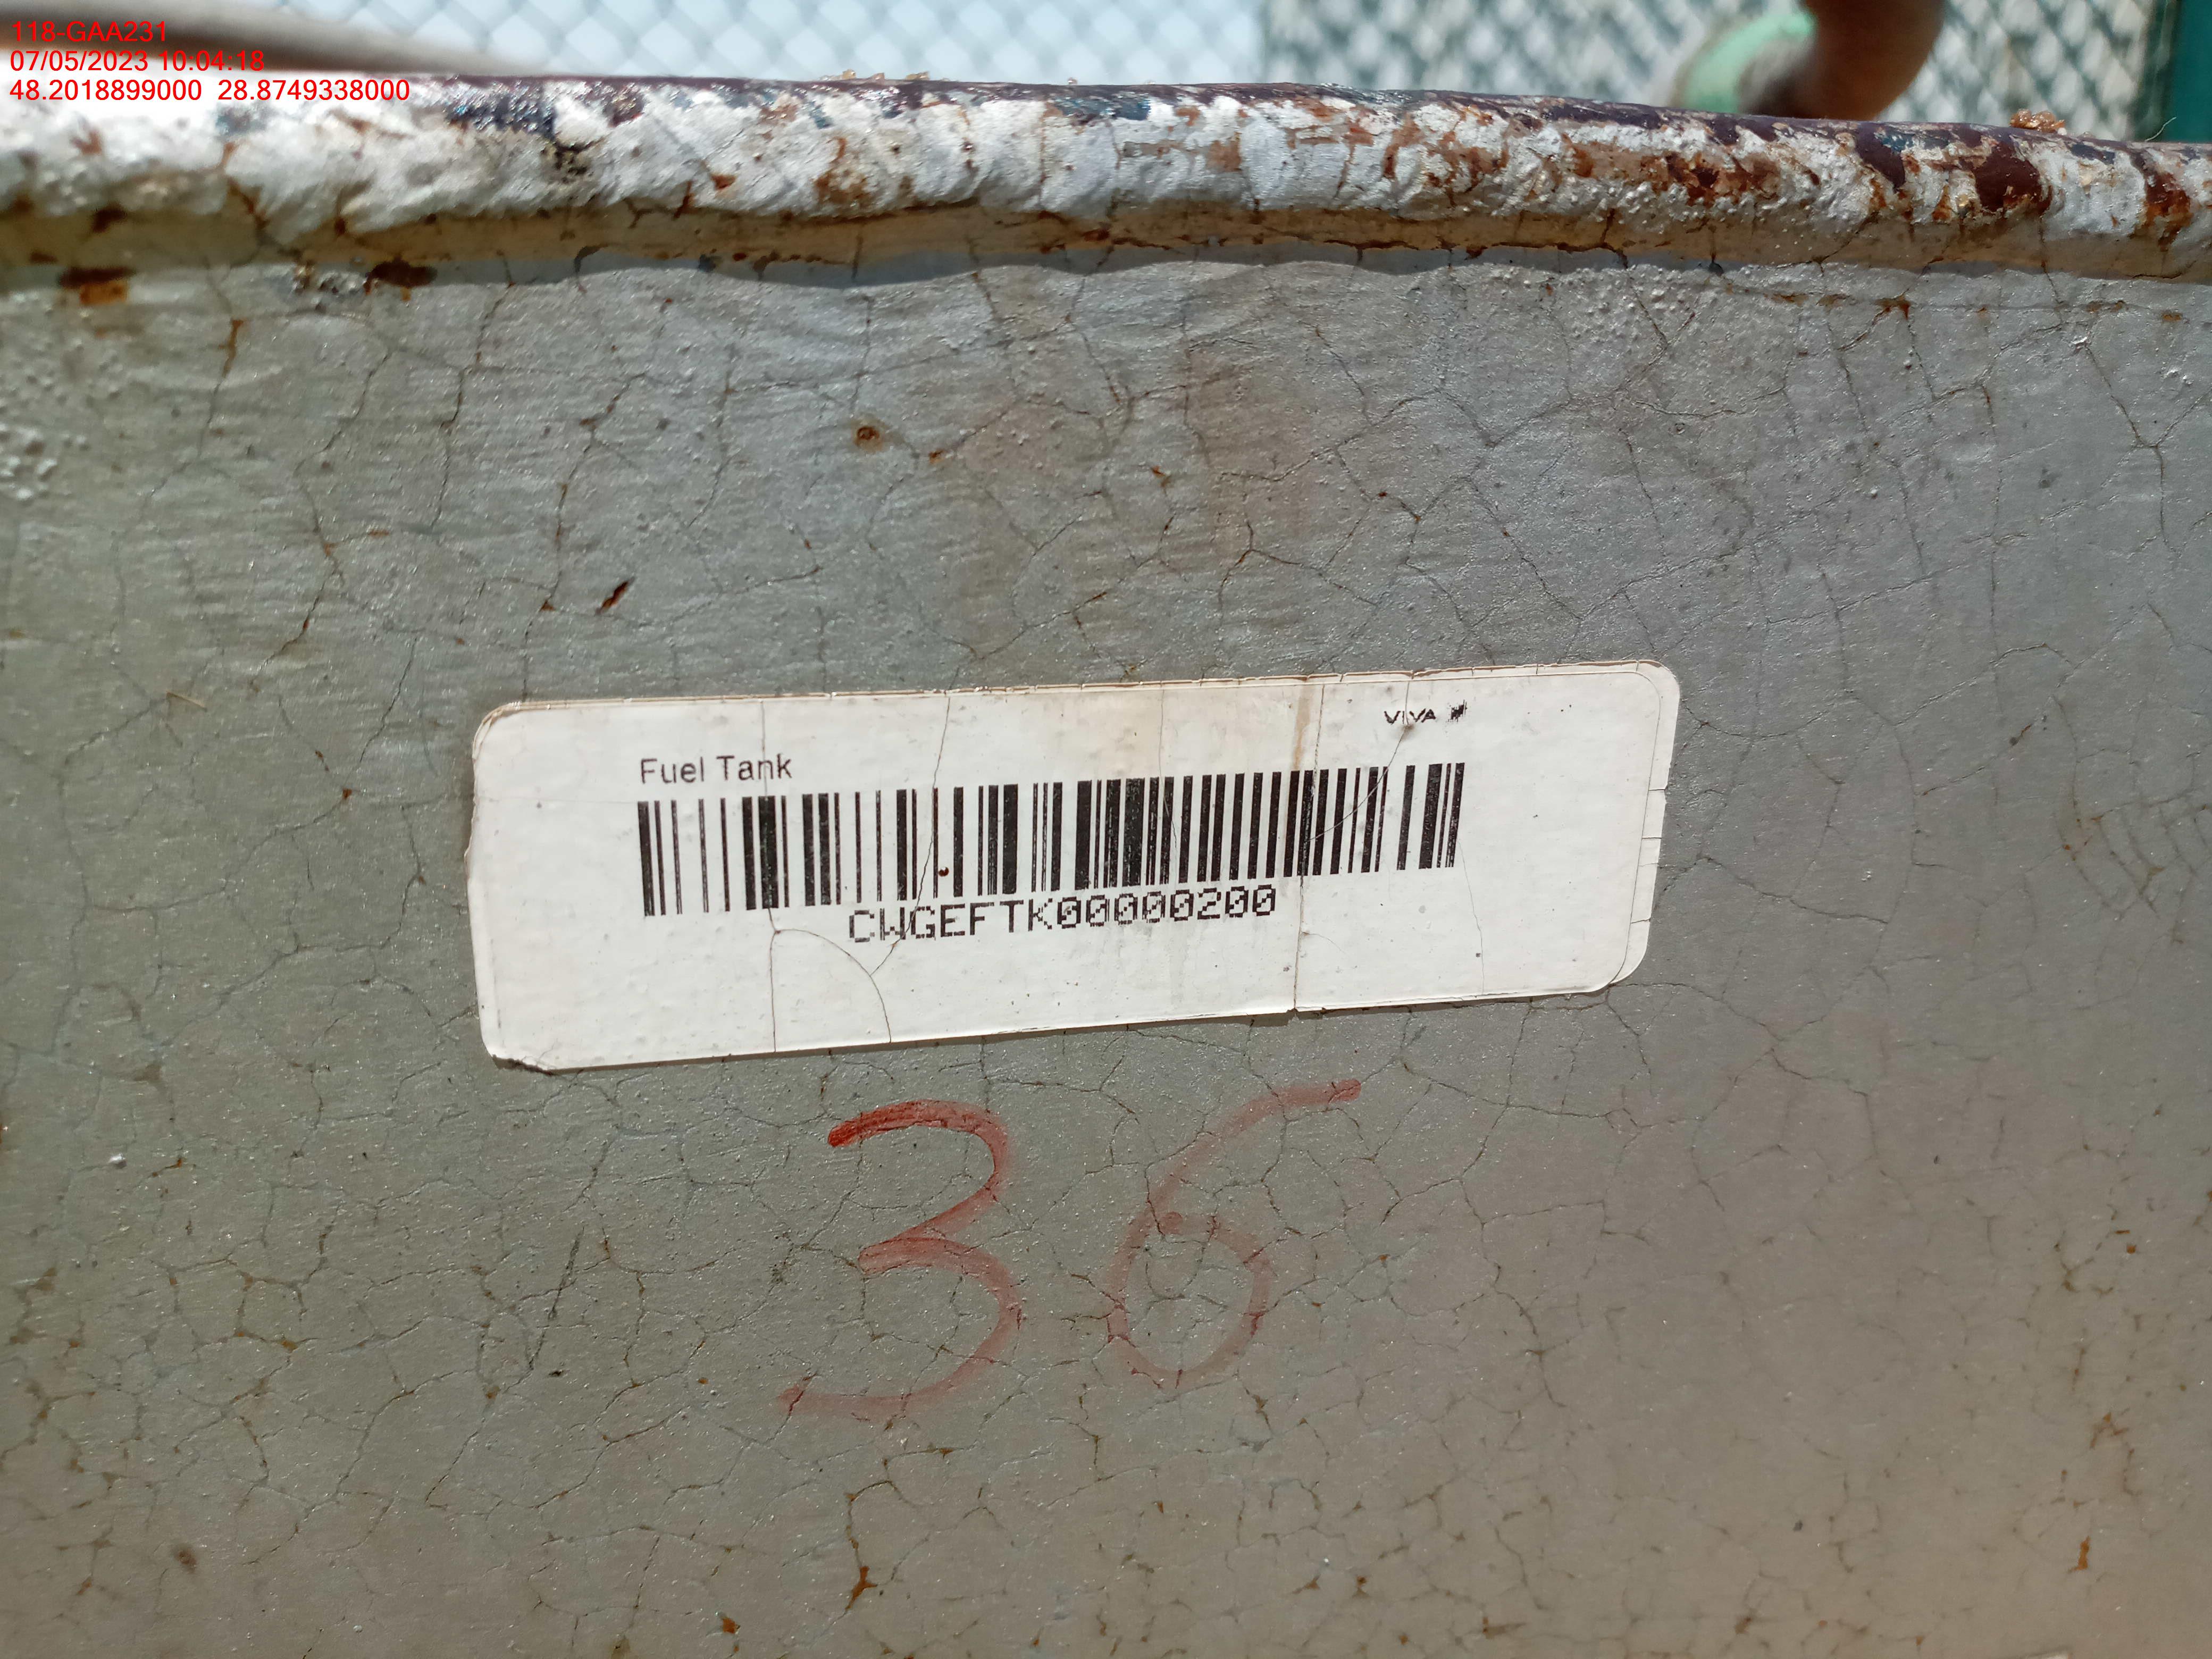 118-GAA231
07/05/2023 10:04:18
48.2018899000 28.8749338000
VIVA
Fuel Tank
CWGEFTK00000200
36